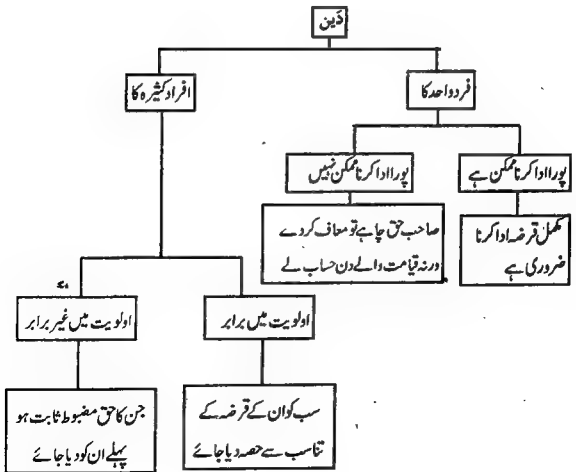 دَین
فرد واحد کا
افراد کثیرہ کا
پورا ادا کرنا ممکن ہے
پورا ادا کرنا ممکن نہیں
مکمل قرضہ ادا کرنا
ضروری ہے
صاحب حق چاہے تو معاف کر دے
ورنہ قیامت والے دن حساب لے
اولویت میں برابر
اولویت میں غیر برابر
سب کو ان کے قرضہ کے
تناسب سے حصہ دیا جائے
جن کا حق مضبوط ثابت ہو
پہلے ان کو دیا جائے